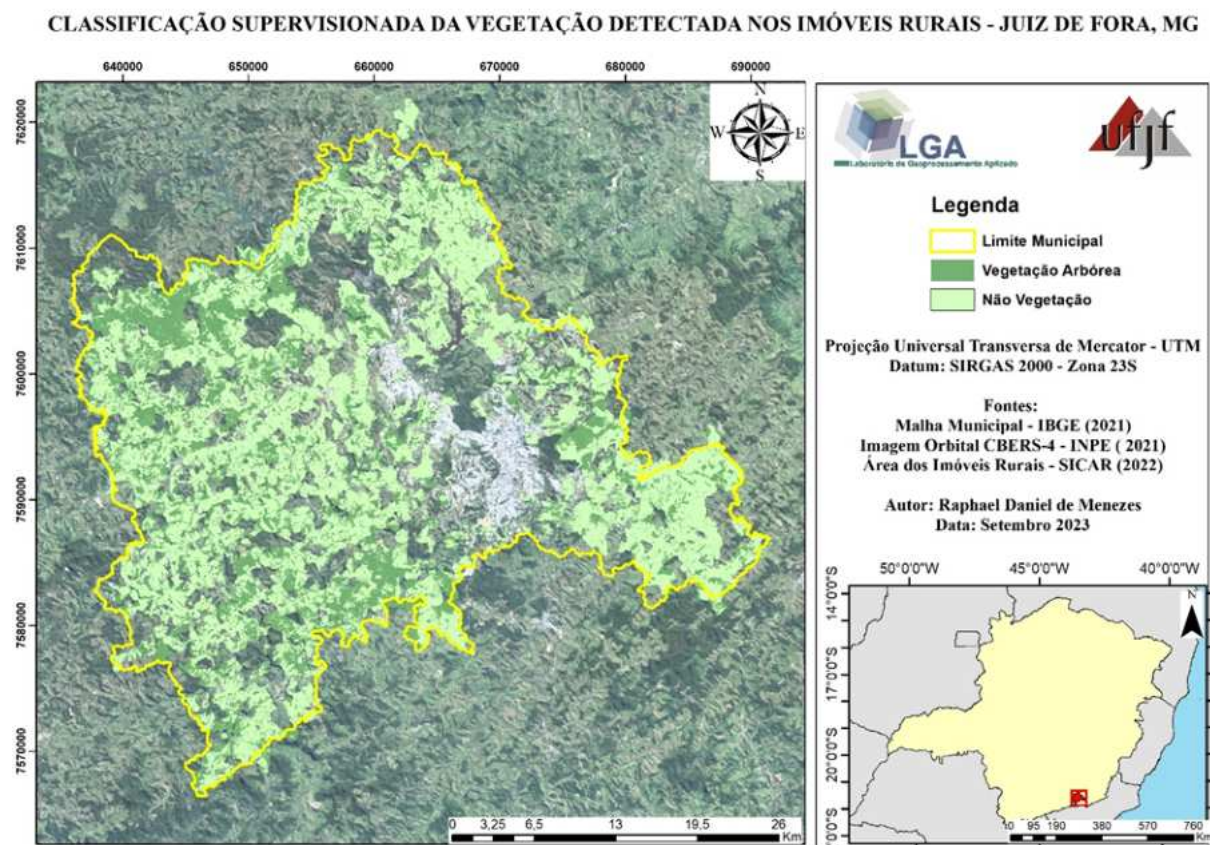 CLASSIFICAÇÃO SUPERVISIONADA DA VEGETAÇÃO DETECTADA NOS IMÓVEIS RURAIS - JUIZ DE FORA, MG
640000 650000 660000 670000 680000 690000
7620000
7610000
7600000
7590000
7580000
7570000
N
W E
S
0 3,25 6,5 13 19,5 26
Km
LGA
Laboratório de Geoprocessamento Aplicado
ufjf
Legenda
Limite Municipal
Vegetação Arbórea
Não Vegetação
Projeção Universal Transversa de Mercator - UTM
Datum: SIRGAS 2000 - Zona 23S
Fontes:
Malha Municipal - IBGE (2021)
Imagem Orbital CBERS-4 - INPE ( 2021)
Área dos Imóveis Rurais - SICAR (2022)
Autor: Raphael Daniel de Menezes
Data: Setembro 2023
50°0'0"W 45°0'0"W 40°0'0"W
14°0'0"S
17°0'0"S
20°0'0"S
N
95 190 380 570 760
Km